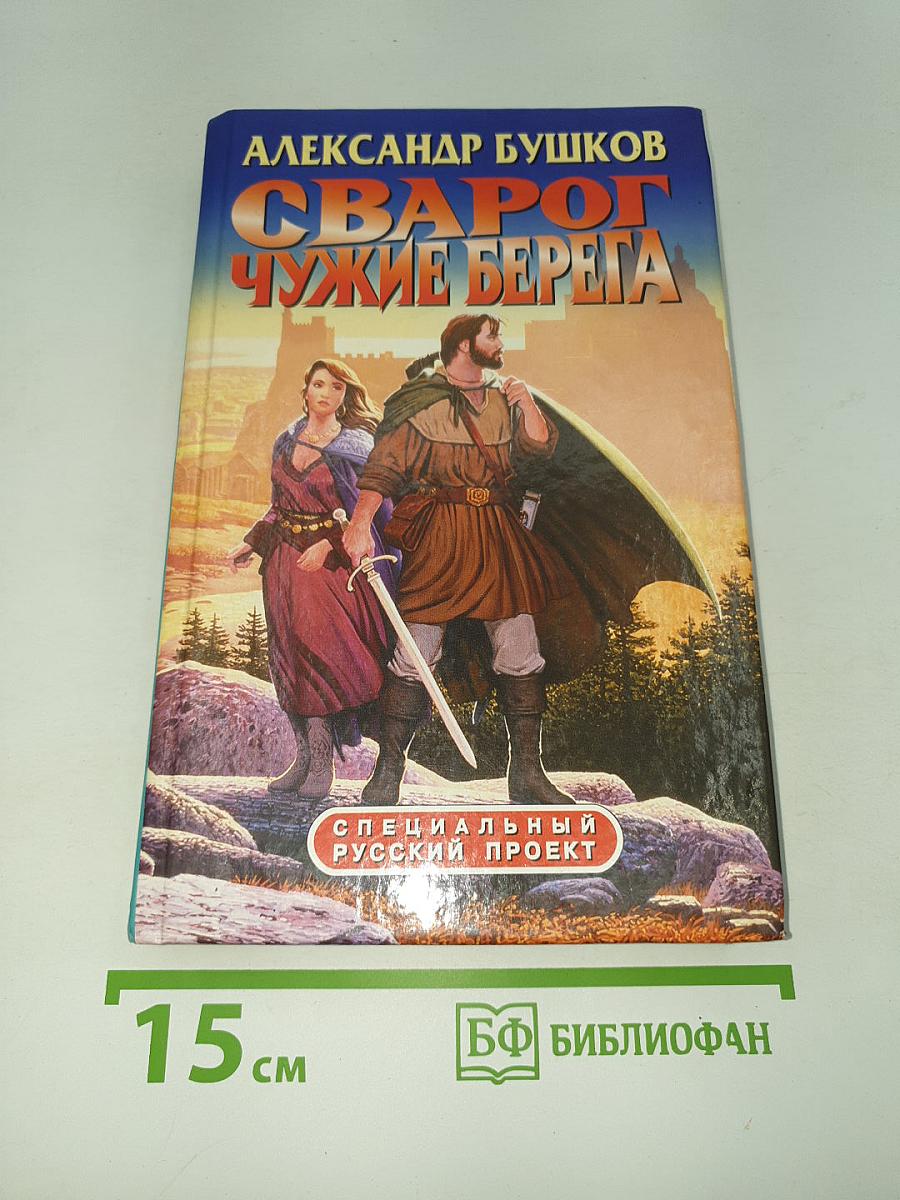 АЛЕКСАНДР БУШКОВ
СВАРОГ
ЧУЖИЕ БЕРЕГА
СПЕЦИАЛЬНЫЙ
РУССКИЙ ПРОЕКТ
15 см
БФ БИБЛИОФАН